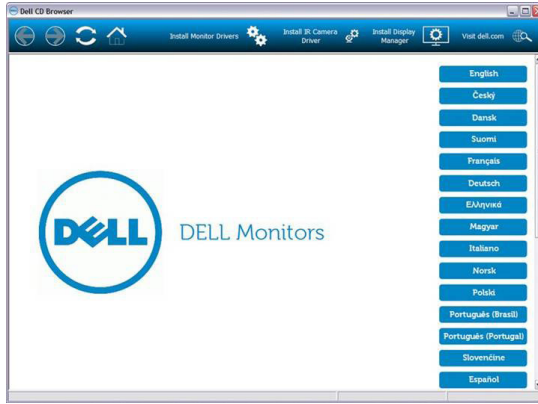 Dell CD Browser
Install Monitor Drivers
Install IR Camera
Driver
Install Display
Manager
Visit dell.com
English
Český
Dansk
Suomi
Français
Deutsch
Ελληνικά
Magyar
Italiano
Norsk
Polski
Português (Brasil)
Português (Portugal)
Slovenčine
Español
DELL
DELL Monitors